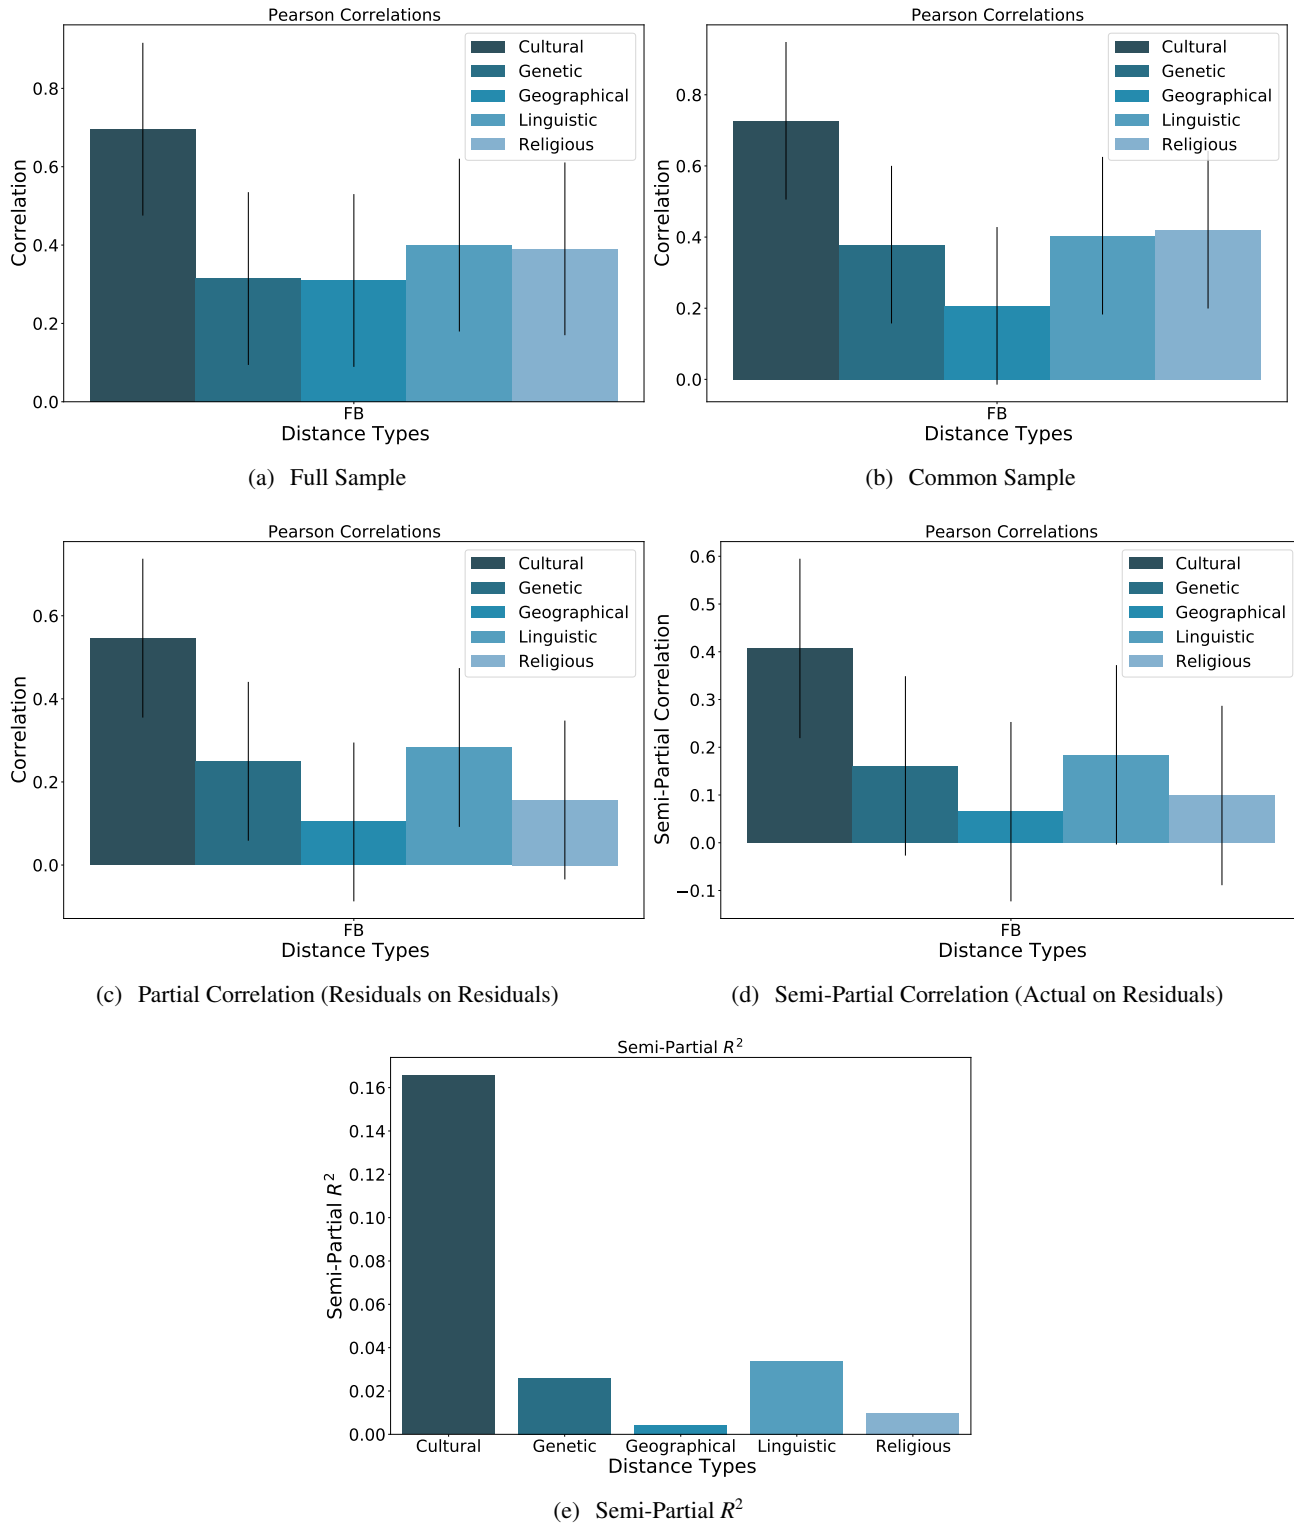 Pearson Correlations
Correlation
0.8
0.6
0.4
0.2
0.0
Cultural
Genetic
Geographical
Linguistic
Religious
FB
Distance Types
(a) Full Sample
Pearson Correlations
Correlation
0.8
0.6
0.4
0.2
0.0
Cultural
Genetic
Geographical
Linguistic
Religious
FB
Distance Types
(b) Common Sample
Pearson Correlations
Correlation
0.6
0.4
0.2
0.0
Cultural
Genetic
Geographical
Linguistic
Religious
FB
Distance Types
(c) Partial Correlation (Residuals on Residuals)
Pearson Correlations
Semi-Partial Correlation
0.6
0.5
0.4
0.3
0.2
0.1
0.0
−0.1
Cultural
Genetic
Geographical
Linguistic
Religious
FB
Distance Types
(d) Semi-Partial Correlation (Actual on Residuals)
Semi-Partial R²
Semi-Partial R²
0.16
0.14
0.12
0.10
0.08
0.06
0.04
0.02
0.00
Cultural Genetic Geographical Linguistic Religious
Distance Types
(e) Semi-Partial R²